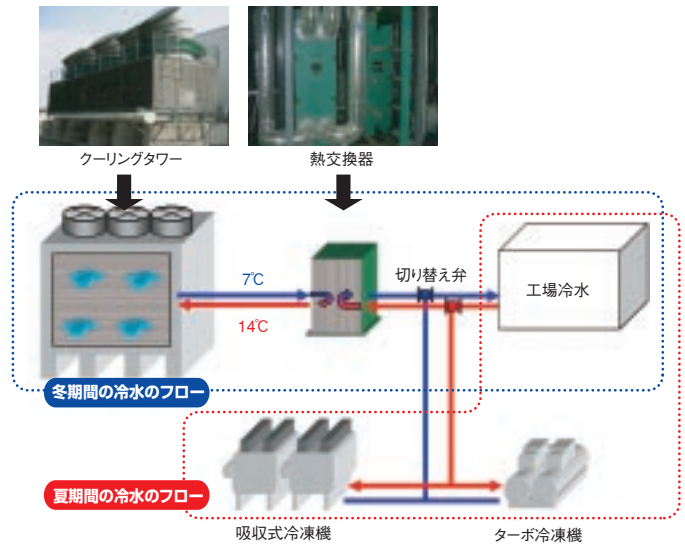 クーリングタワー
熱交換器
切り替え弁
7℃
工場冷水
14℃
冬期間の冷水のフロー
夏期間の冷水のフロー
吸収式冷凍機
ターボ冷凍機